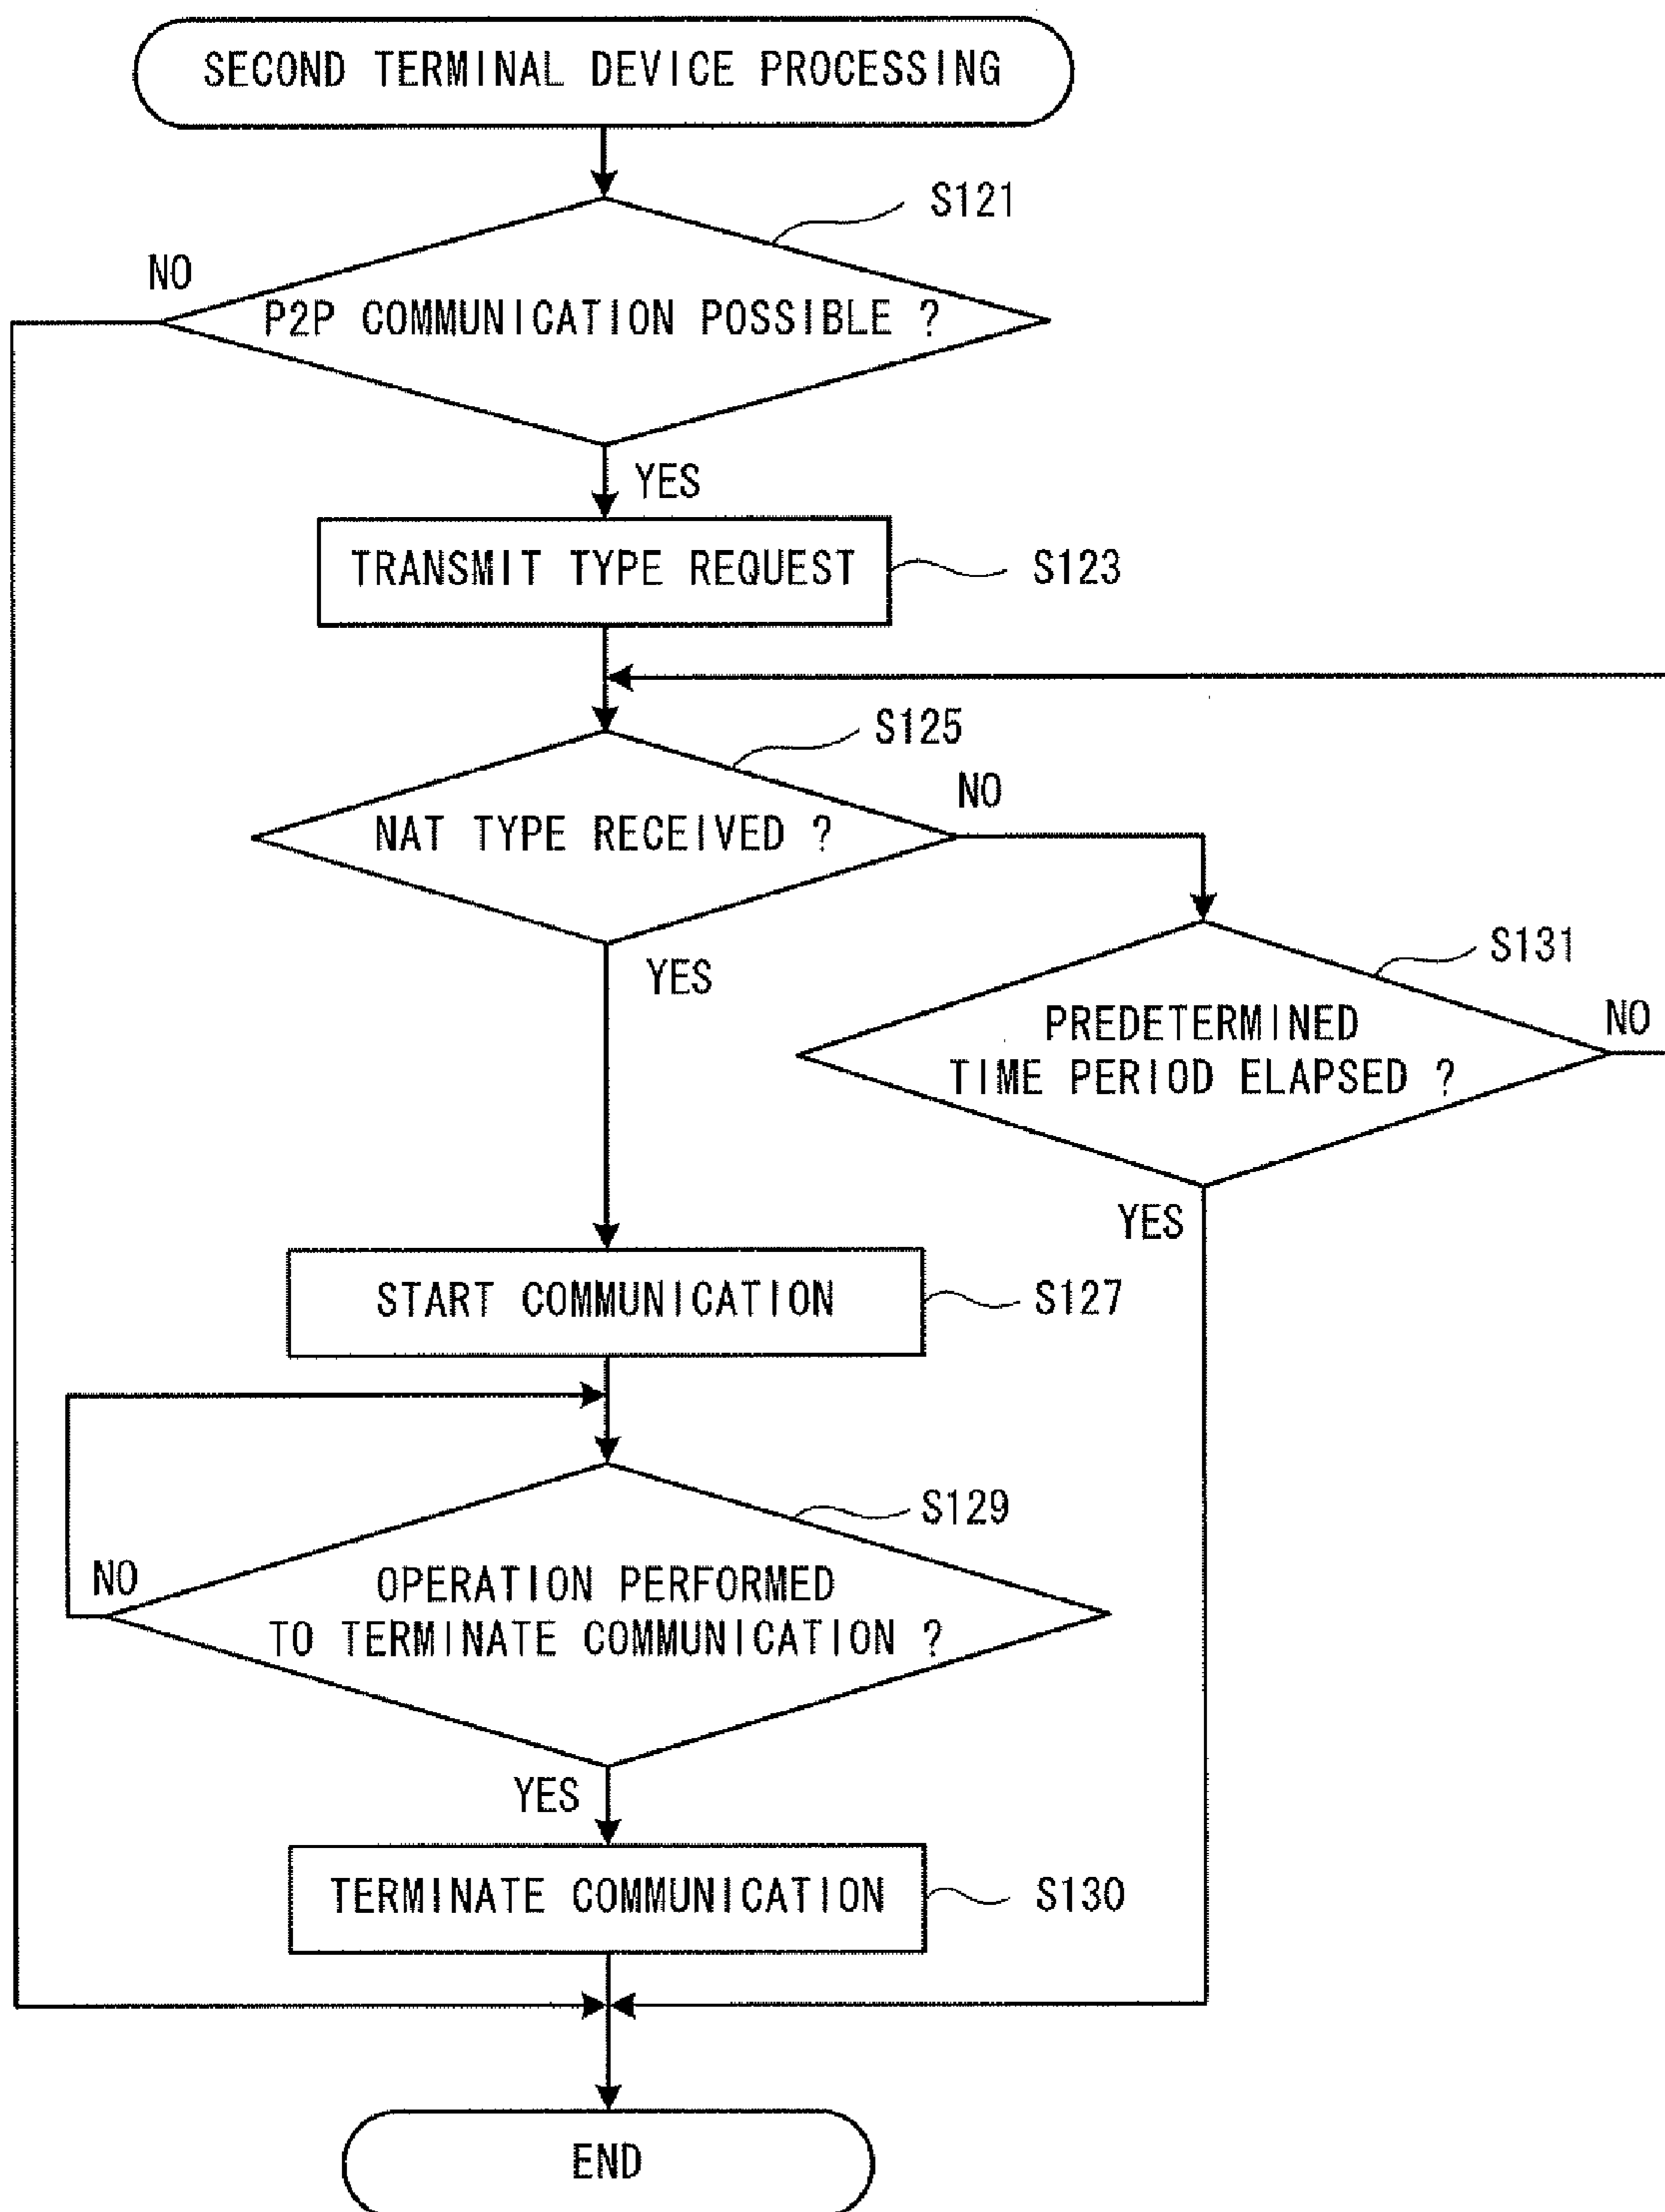 SECOND TERMINAL DEVICE PROCESSING
S121
NO
P2P COMMUNICATION POSSIBLE ?
YES
TRANSMIT TYPE REQUEST
S123
S125
NO
NAT TYPE RECEIVED ?
YES
S131
PREDETERMINED
TIME PERIOD ELAPSED ?
NO
YES
START COMMUNICATION
S127
S129
NO
OPERATION PERFORMED
TO TERMINATE COMMUNICATION ?
YES
TERMINATE COMMUNICATION
S130
END